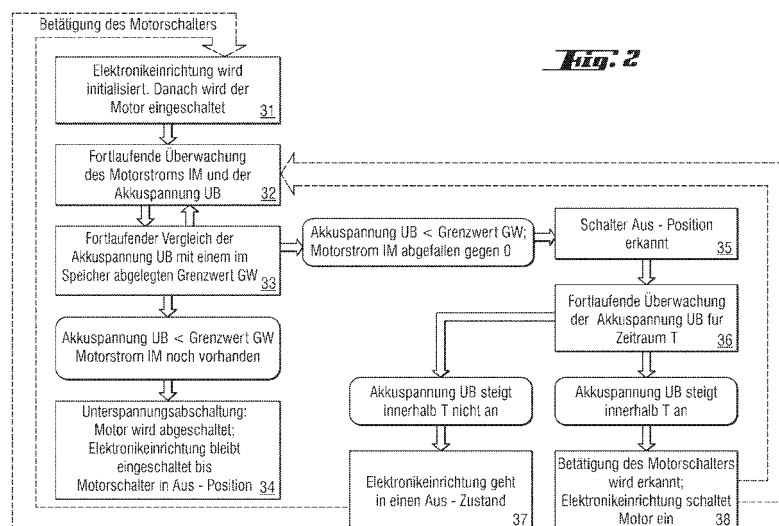 Betätigung des Motorschalters
Fig. 2
Elektronikeinrichtung wird
initialisiert. Danach wird der
Motor eingeschaltet
31
Fortlaufende Überwachung
des Motorstroms IM und der
Akkuspannung UB
32
Fortlaufender Vergleich der
Akkuspannung UB mit einem im
Speicher abgelegten Grenzwert GW
33
Akkuspannung UB < Grenzwert GW;
Motorstrom IM abgefallen gegen 0
Schalter Aus - Position
erkannt
35
Akkuspannung UB < Grenzwert GW
Motorstrom IM noch vorhanden
Fortlaufende Überwachung
der Akkuspannung UB für
Zeitraum T
36
Unterspannungsabschaltung:
Motor wird abgeschaltet;
Elektronikeinrichtung bleibt
eingeschaltet bis
Motorschalter in Aus - Position
34
Akkuspannung UB steigt
innerhalb T nicht an
Akkuspannung UB steigt
innerhalb T an
Elektronikeinrichtung geht
in einen Aus - Zustand
37
Betätigung des Motorschalters
wird erkannt;
Elektronikeinrichtung schaltet
Motor ein
38